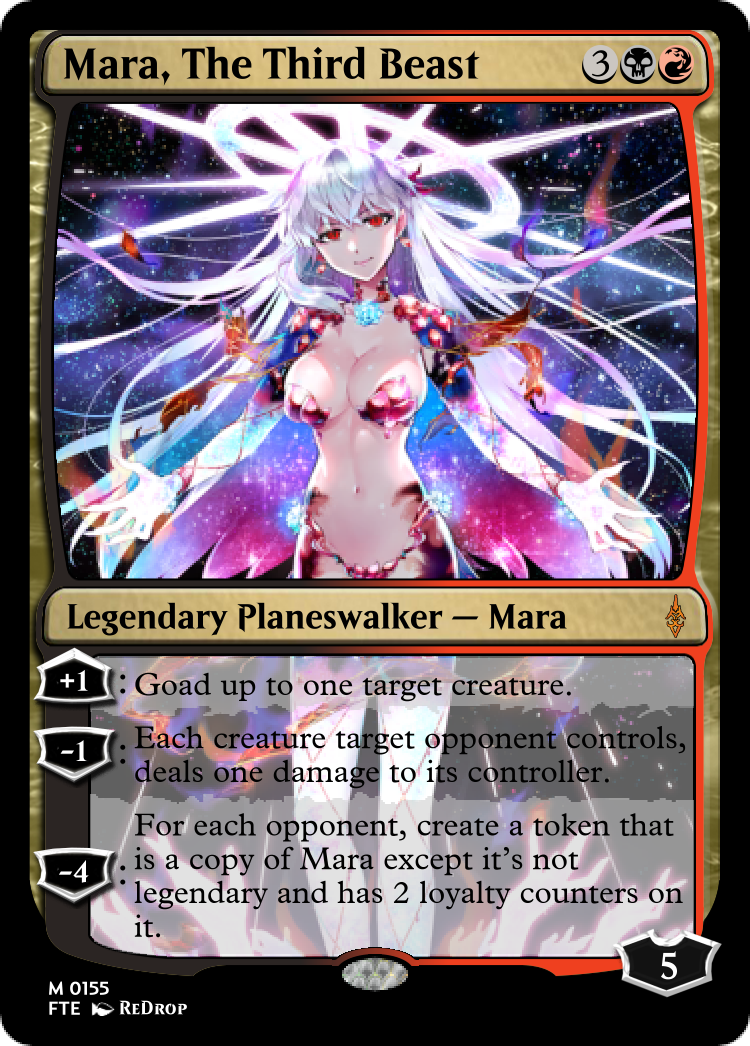 Mara, The Third Beast 3
Legendary Planeswalker — Mara
+1 : Goad up to one target creature.
-1 : Each creature target opponent controls,
deals one damage to its controller.
For each opponent, create a token that
-4 : is a copy of Mara except it's not
legendary and has 2 loyalty counters on
it.
5
M 0155
FTE ReDrop